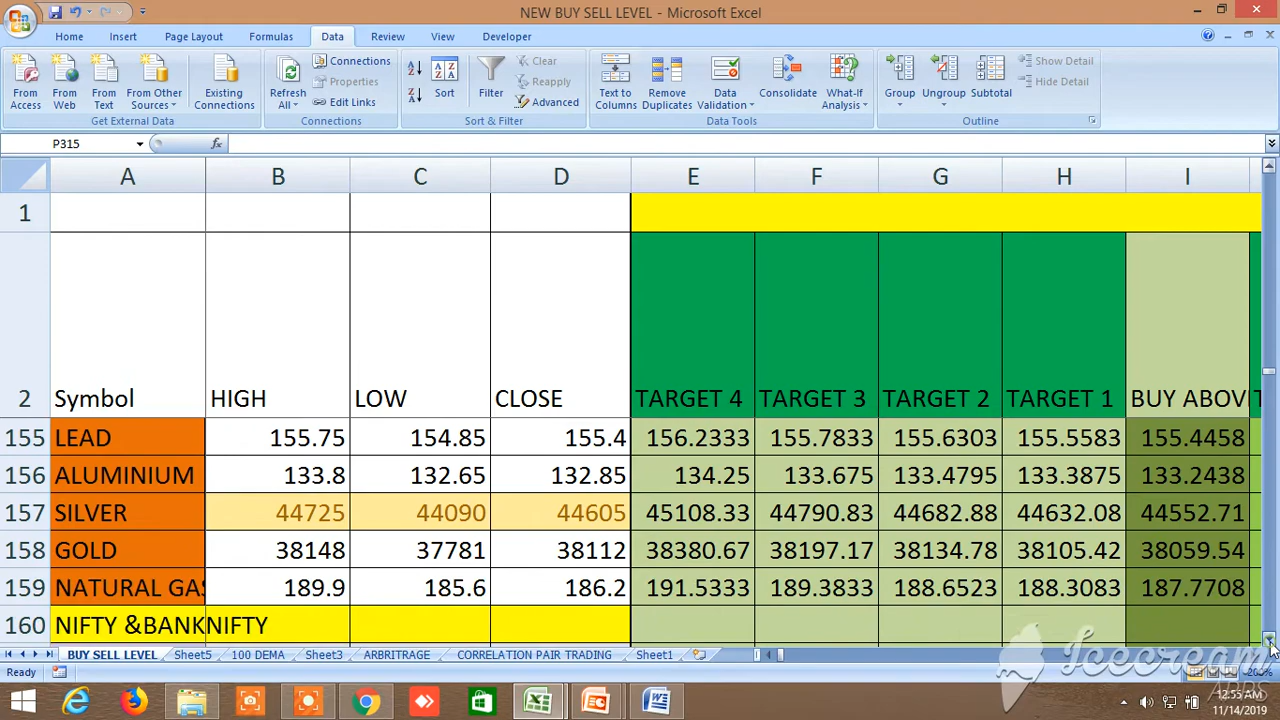 NEW BUY SELL LEVEL - Microsoft Excel
Home Insert Page Layout Formulas Data Review View Developer
From Access From Web From Text From Other Sources Existing Connections
Get External Data
Refresh All Connections Properties Edit Links
Connections
Sort Filter Clear Reapply Advanced
Sort & Filter
Text to Columns Remove Duplicates Data Validation Consolidate What-If Analysis
Data Tools
Group Ungroup Subtotal Show Detail Hide Detail
Outline
P315 fx
A B C D E F G H I
1
2 Symbol HIGH LOW CLOSE TARGET 4 TARGET 3 TARGET 2 TARGET 1 BUY ABOV T
155 LEAD 155.75 154.85 155.4 156.2333 155.7833 155.6303 155.5583 155.4458
156 ALUMINIUM 133.8 132.65 132.85 134.25 133.675 133.4795 133.3875 133.2438
157 SILVER 44725 44090 44605 45108.33 44790.83 44682.88 44632.08 44552.71
158 GOLD 38148 37781 38112 38380.67 38197.17 38134.78 38105.42 38059.54
159 NATURAL GAS 189.9 185.6 186.2 191.5333 189.3833 188.6523 188.3083 187.7708
160 NIFTY &BANKNIFTY
BUY SELL LEVEL Sheet5 100 DEMA Sheet3 ARBRITRAGE CORRELATION PAIR TRADING Sheet1
Ready 200%
Icecream
APPS
12:55 AM
11/14/2019